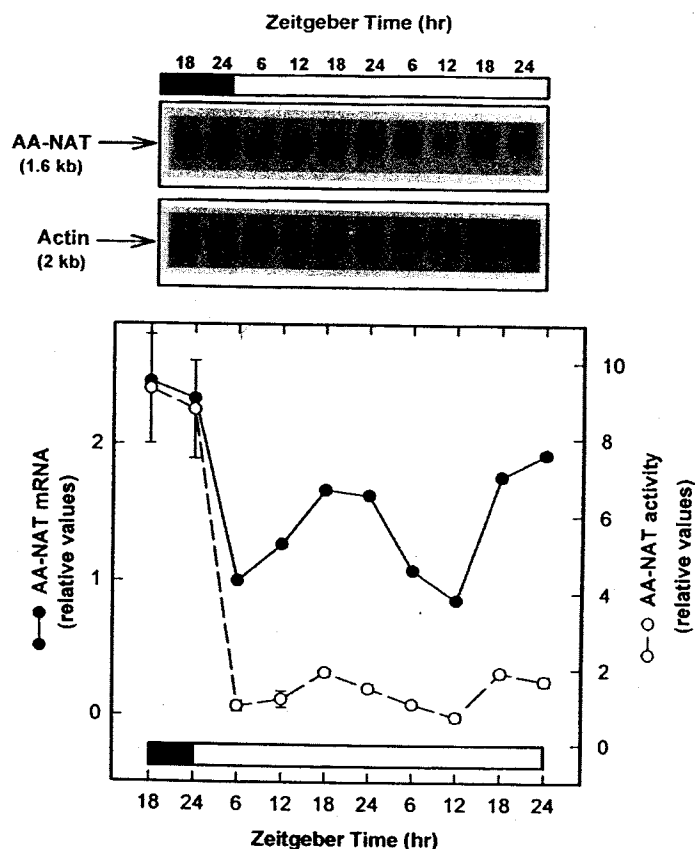 Zeitgeber Time (hr)
18 24 6 12 18 24 6 12 18 24
AA-NAT
(1.6 kb)
Actin
(2 kb)
2
1
0
AA-NAT mRNA
(relative values)
10
8
6
4
2
0
AA-NAT activity
(relative values)
18 24 6 12 18 24 6 12 18 24
Zeitgeber Time (hr)